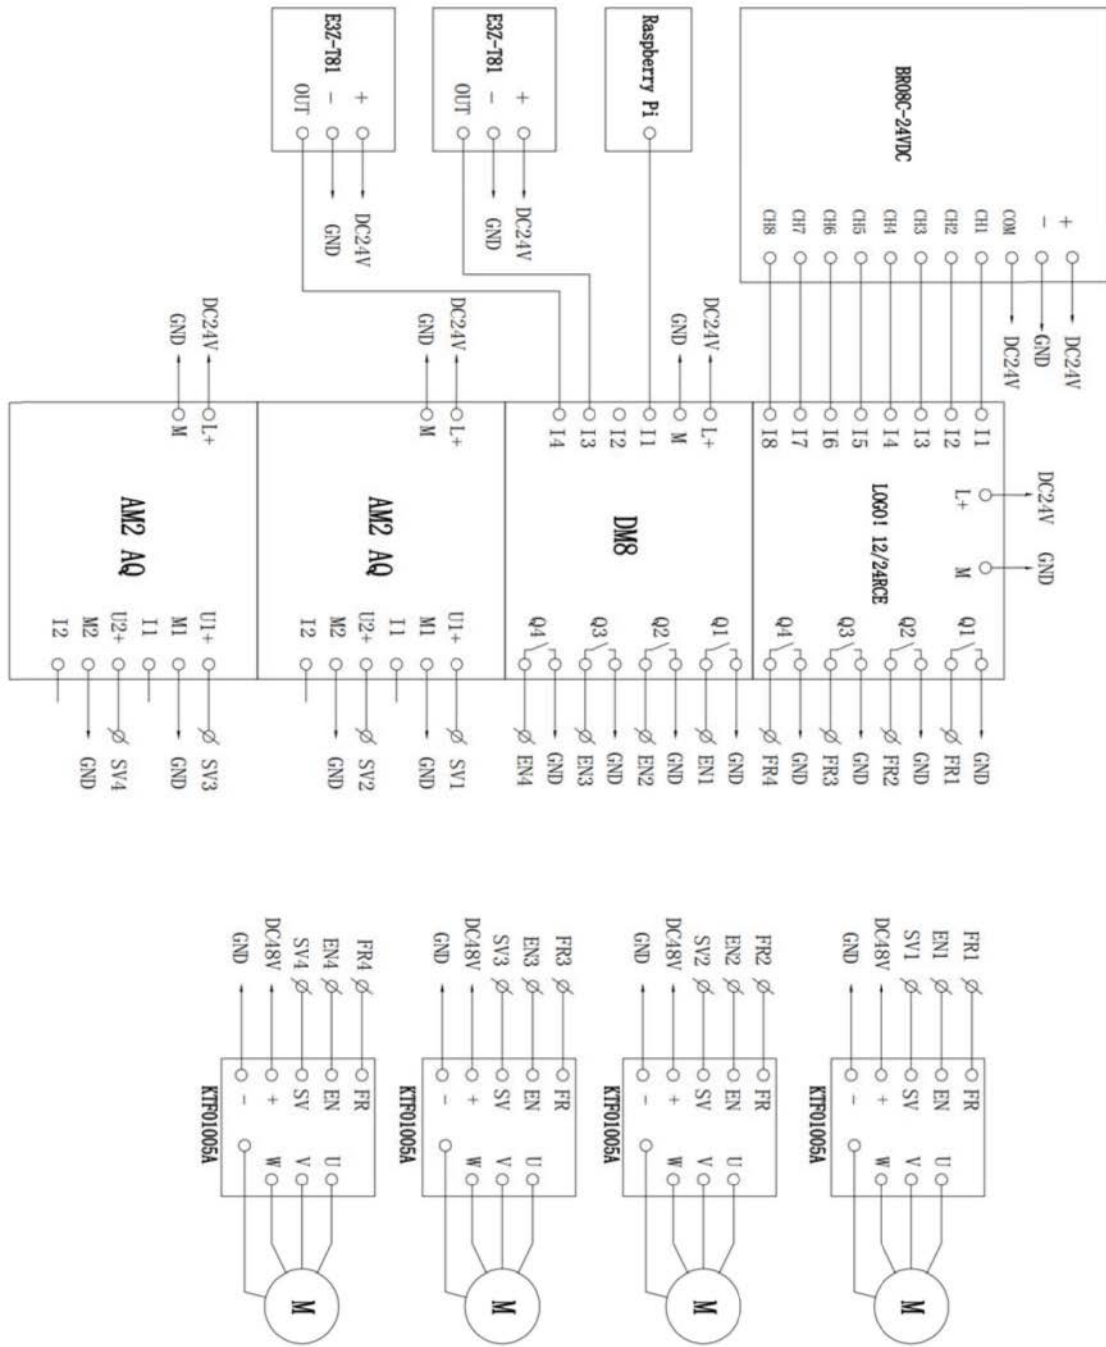 BR08C-24VDC
+
-
COM
CH1
CH2
CH3
CH4
CH5
CH6
CH7
CH8
DC24V
GND
DC24V
Raspberry Pi
E3Z-T81
+
-
OUT
DC24V
GND
E3Z-T81
+
-
OUT
DC24V
GND
DC24V
GND
L+
M
I1
I2
I3
I4
I5
I6
I7
I8
LOGO! 12/24RCE
Q1
Q2
Q3
Q4
GND
FR1
GND
FR2
GND
FR3
GND
FR4
DC24V
GND
L+
M
I1
I2
I3
I4
DM8
Q1
Q2
Q3
Q4
GND
EN1
GND
EN2
GND
EN3
GND
EN4
DC24V
GND
L+
M
AM2 AQ
U1+
M1
I1
U2+
M2
I2
SV1
GND
SV2
GND
DC24V
GND
L+
M
AM2 AQ
U1+
M1
I1
U2+
M2
I2
SV3
GND
SV4
GND
FR1
EN1
SV1
DC48V
GND
FR
EN
SV
+
-
U
V
W
KTF01005A
M
FR2
EN2
SV2
DC48V
GND
FR
EN
SV
+
-
U
V
W
KTF01005A
M
FR3
EN3
SV3
DC48V
GND
FR
EN
SV
+
-
U
V
W
KTF01005A
M
FR4
EN4
SV4
DC48V
GND
FR
EN
SV
+
-
U
V
W
KTF01005A
M